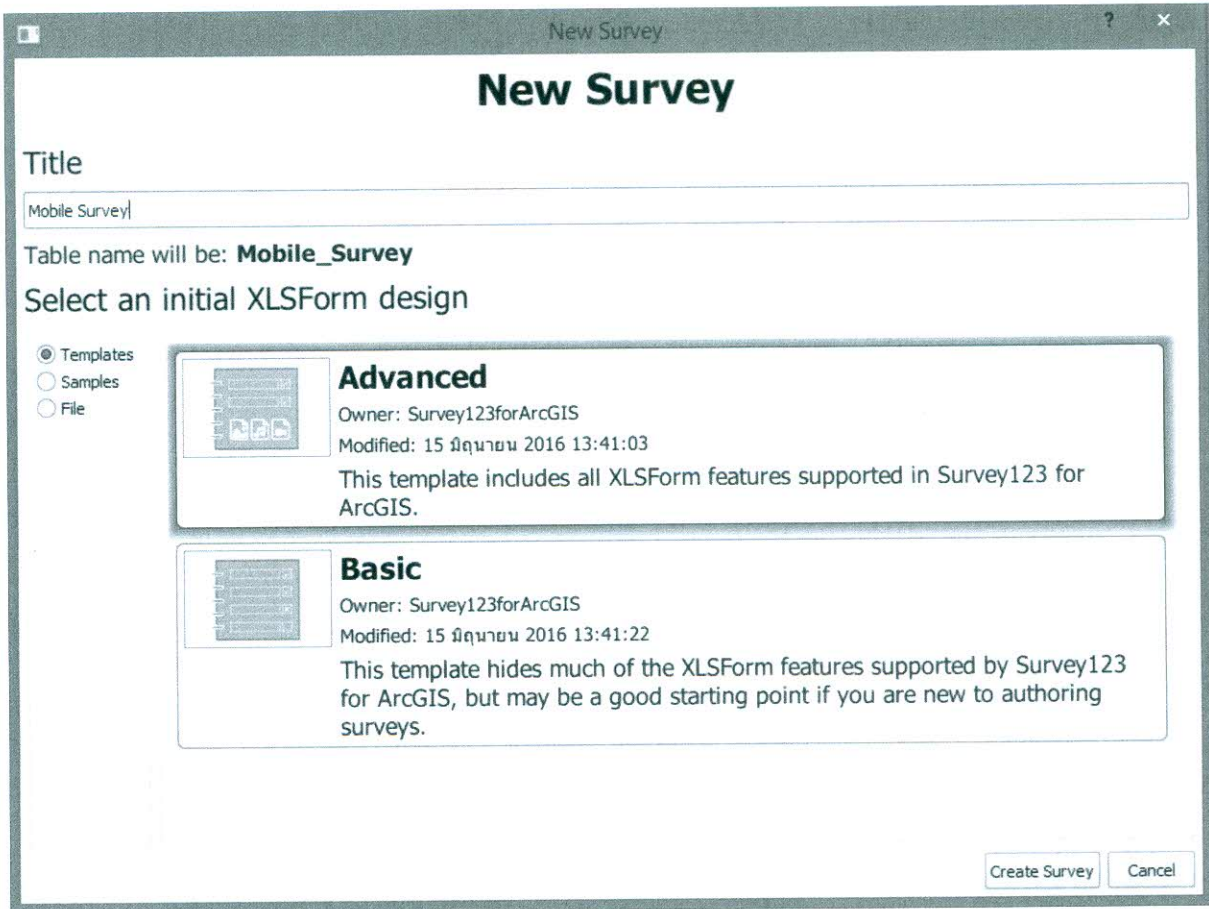 New Survey
?
×
New Survey
Title
Mobile Survey
Table name will be: Mobile_Survey
Select an initial XLSForm design
Templates
Samples
File
Advanced
Owner: Survey123forArcGIS
Modified: 15 มิถุนายน 2016 13:41:03
This template includes all XLSForm features supported in Survey123 for
ArcGIS.
Basic
Owner: Survey123forArcGIS
Modified: 15 มิถุนายน 2016 13:41:22
This template hides much of the XLSForm features supported by Survey123
for ArcGIS, but may be a good starting point if you are new to authoring
surveys.
Create Survey
Cancel